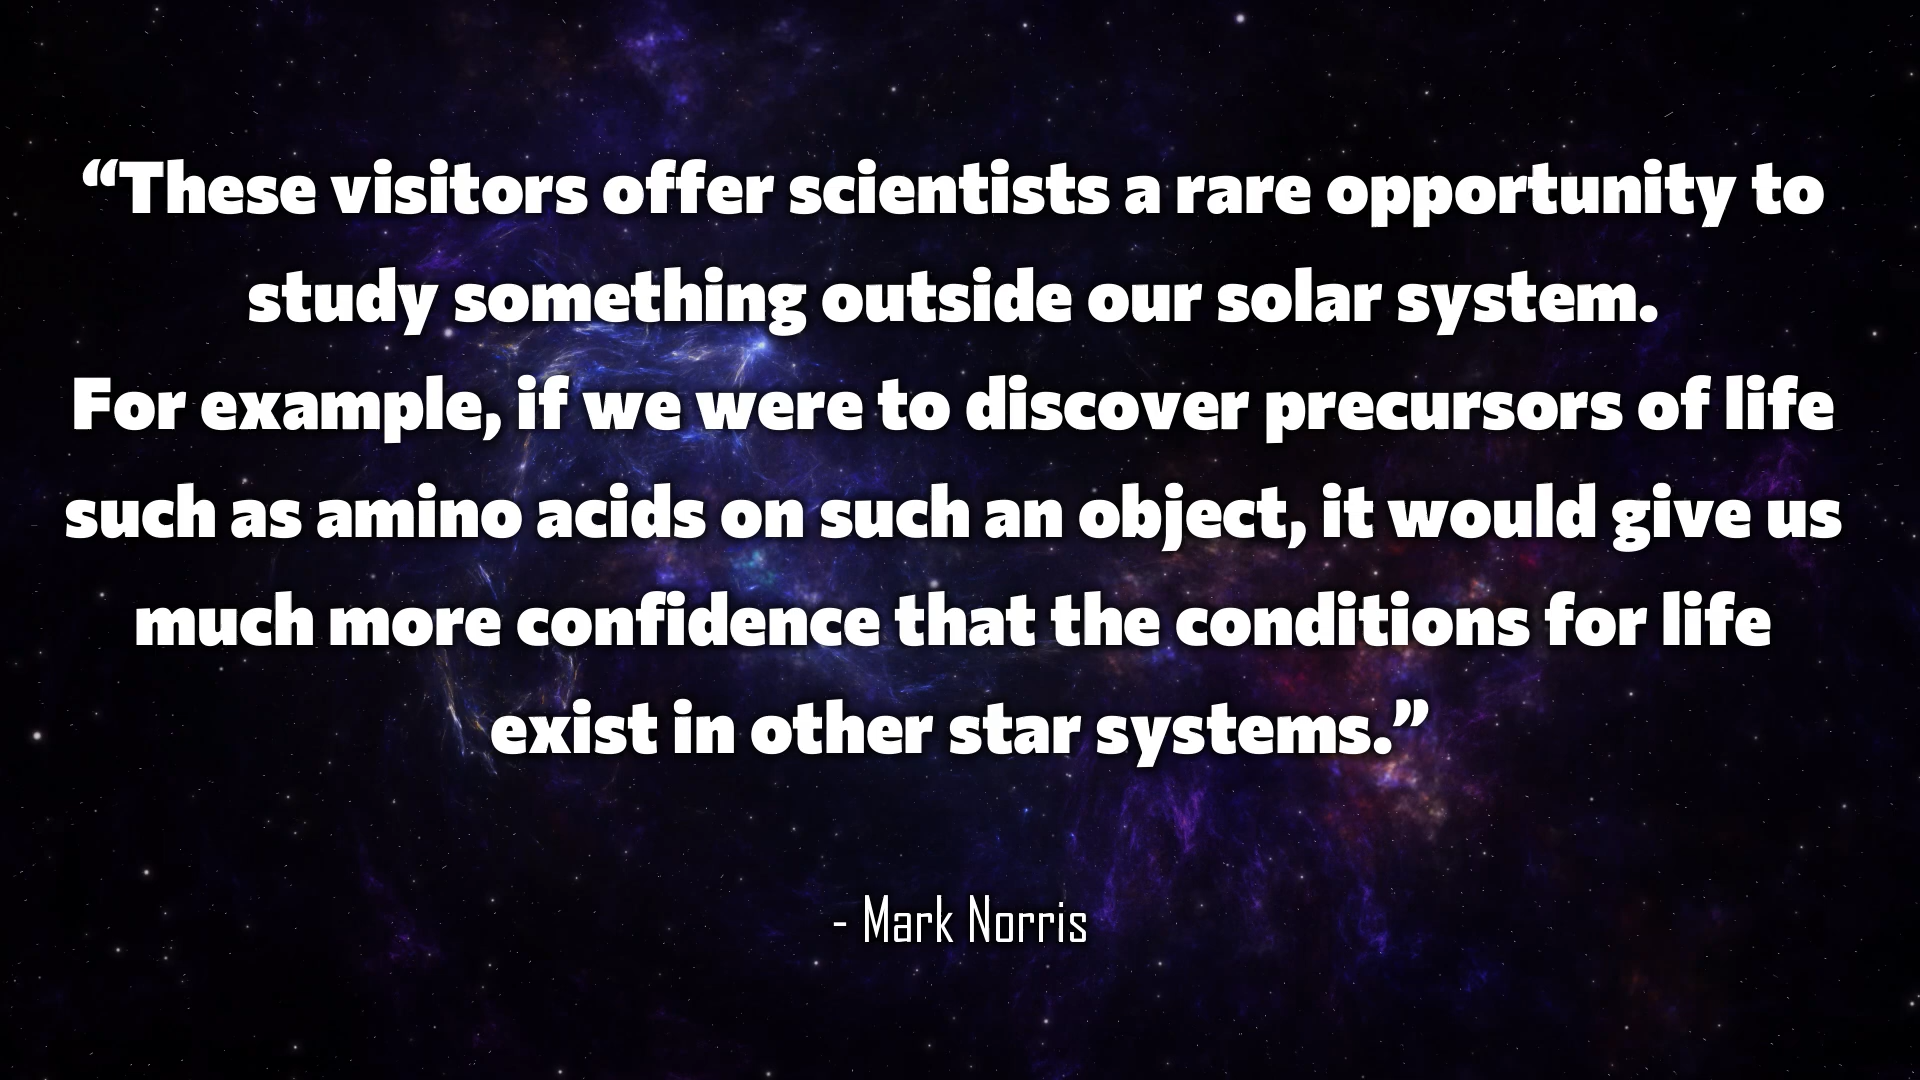 “These visitors offer scientists a rare opportunity to
study something outside our solar system.
For example, if we were to discover precursors of life
such as amino acids on such an object, it would give us
much more confidence that the conditions for life
exist in other star systems.”
- Mark Norris